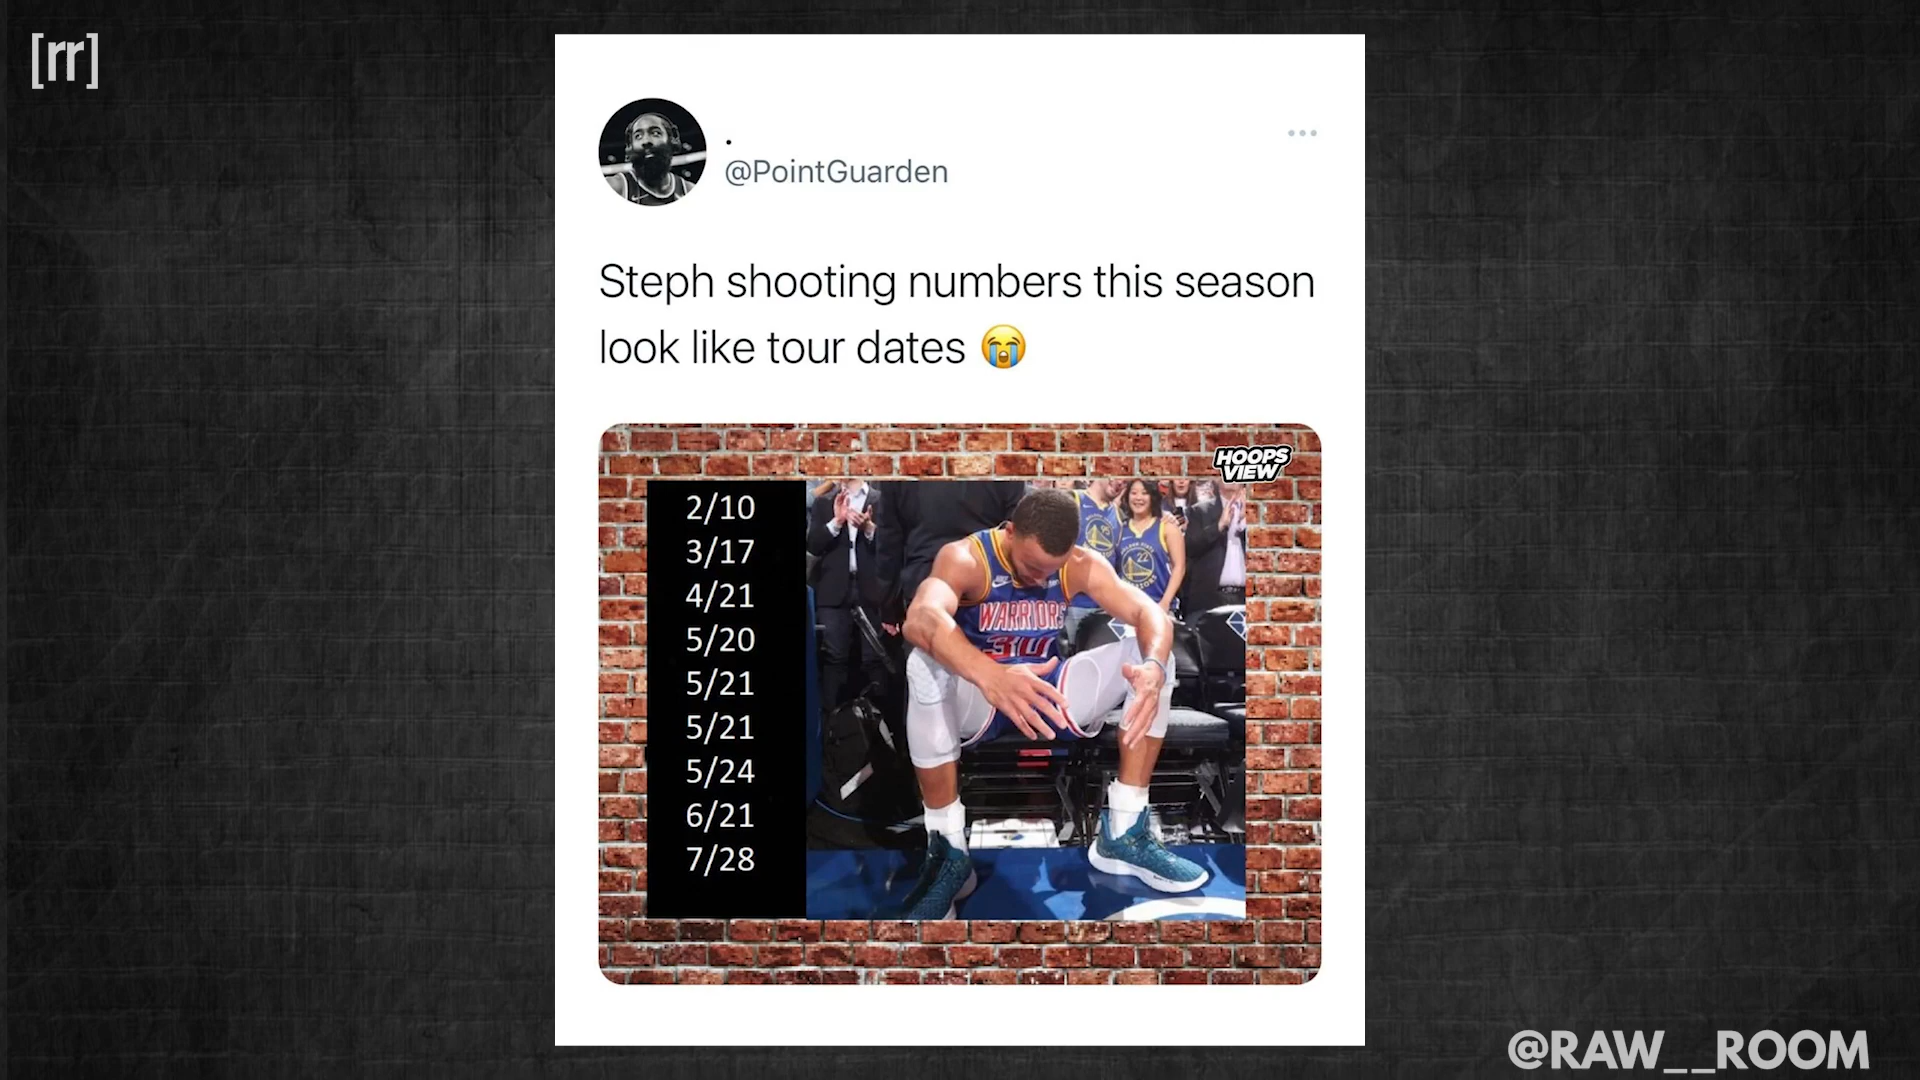 [rr]
.
@PointGuarden
Steph shooting numbers this season
look like tour dates 😭
HOOPS
VIEW
2/10
3/17
4/21
5/20
5/21
5/21
5/24
6/21
7/28
WARRIORS
30
22
@RAW__ROOM